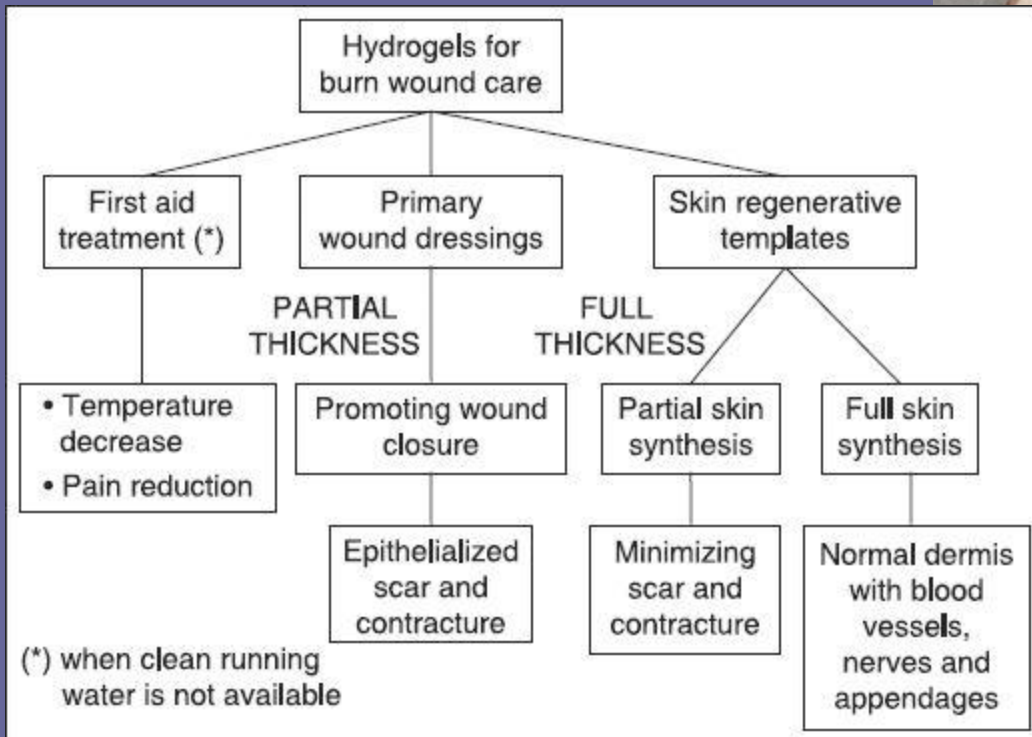 Hydrogels for
burn wound care
First aid
treatment (*)
Primary
wound dressings
Skin regenerative
templates
PARTIAL
THICKNESS
FULL
THICKNESS
• Temperature
decrease
• Pain reduction
Promoting wound
closure
Partial skin
synthesis
Full skin
synthesis
Epithelialized
scar and
contracture
Minimizing
scar and
contracture
Normal dermis
with blood
vessels,
nerves and
appendages
(*) when clean running
water is not available